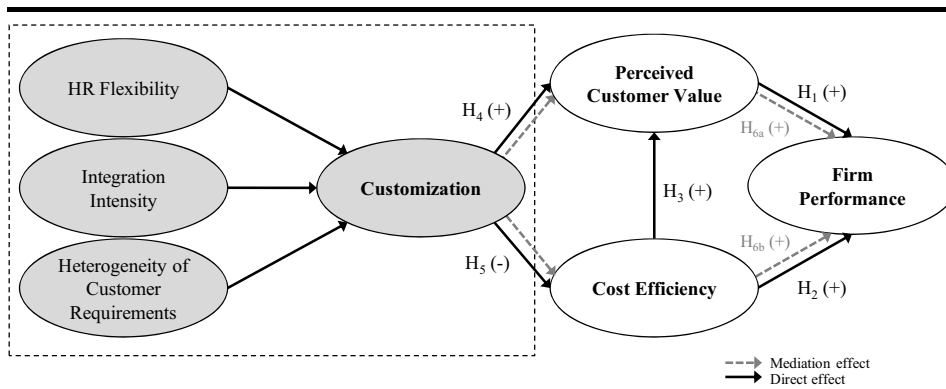 HR Flexibility
Integration
Intensity
Heterogeneity of
Customer
Requirements
Customization
H4 (+)
H5 (-)
Perceived
Customer Value
H3 (+)
Cost Efficiency
H1 (+)
H6a (+)
Firm
Performance
H6b (+)
H2 (+)
Mediation effect
Direct effect